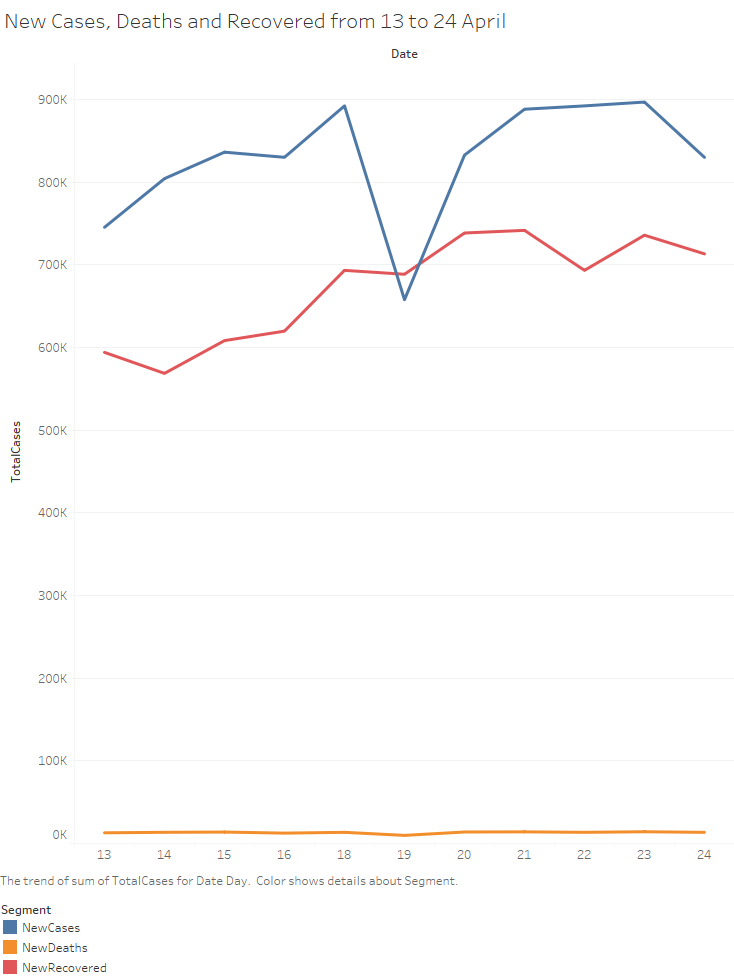 New Cases, Deaths and Recovered from 13 to 24 April
Date
900K
800K
700K
600K
500K
400K
300K
200K
100K
0K
TotalCases
13 14 15 16 18 19 20 21 22 23 24
The trend of sum of TotalCases for Date Day. Color shows details about Segment.
Segment
NewCases
NewDeaths
NewRecovered